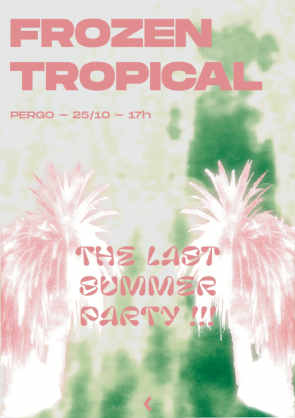 FROZEN
TROPICAL
PERGO – 25/10 – 17h
THE LAST
SUMMER
PARTY !!!